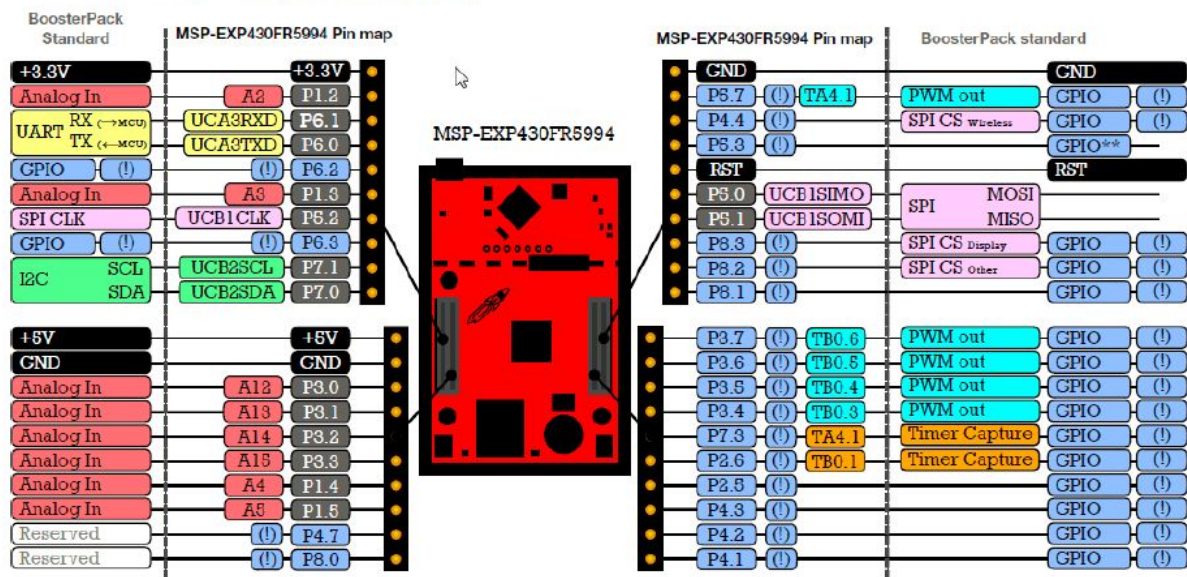 BoosterPack Standard
MSP-EXP430FR5994 Pin map
+3.3V +3.3V
Analog In A2 P1.2
UART RX (→MCU) UCA3RXD P6.1
TX (←MCU) UCA3TXD P6.0
GPIO (!) (!) P6.2
Analog In A3 P1.3
SPI CLK UCB1CLK P5.2
GPIO (!) (!) P6.3
I2C SCL UCB2SCL P7.1
SDA UCB2SDA P7.0
+5V +5V
GND GND
Analog In A12 P3.0
Analog In A13 P3.1
Analog In A14 P3.2
Analog In A15 P3.3
Analog In A4 P1.4
Analog In A5 P1.5
Reserved (!) P4.7
Reserved (!) P8.0
MSP-EXP430FR5994
MSP-EXP430FR5994 Pin map
BoosterPack standard
GND GND
P5.7 (!) TA4.1 PWM out GPIO (!)
P4.4 (!) SPI CS Wireless GPIO (!)
P5.3 (!) GPIO**
RST RST
P5.0 UCB1SIMO SPI MOSI
P5.1 UCB1SOMI MISO
P8.3 (!) SPI CS Display GPIO (!)
P8.2 (!) SPI CS Other GPIO (!)
P8.1 (!) GPIO (!)
P3.7 (!) TB0.6 PWM out GPIO (!)
P3.6 (!) TB0.5 PWM out GPIO (!)
P3.5 (!) TB0.4 PWM out GPIO (!)
P3.4 (!) TB0.3 PWM out GPIO (!)
P7.3 (!) TA4.1 Timer Capture GPIO (!)
P2.6 (!) TB0.1 Timer Capture GPIO (!)
P2.5 (!) GPIO (!)
P4.3 (!) GPIO (!)
P4.2 (!) GPIO (!)
P4.1 (!) GPIO (!)